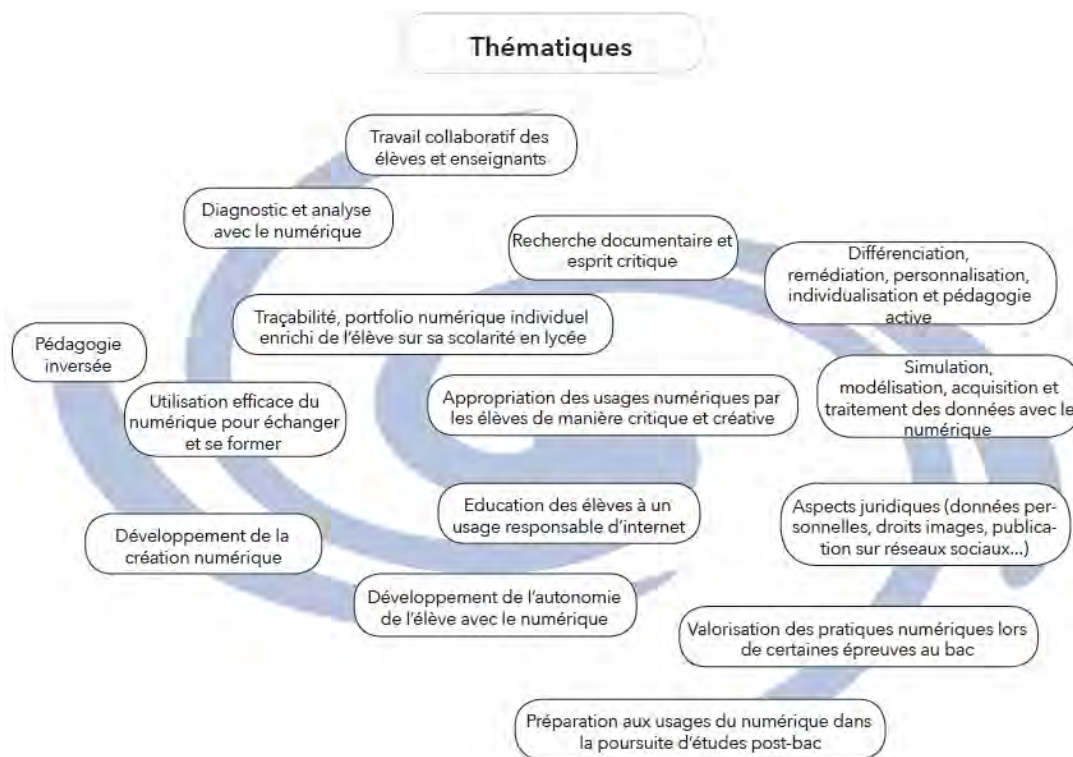 Thématiques
Travail collaboratif des
élèves et enseignants
Diagnostic et analyse
avec le numérique
Recherche documentaire et
esprit critique
Différenciation,
remédiation, personnalisation,
individualisation et pédagogie
active
Traçabilité, portfolio numérique individuel
enrichi de l'élève sur sa scolarité en lycée
Pédagogie
inversée
Simulation,
modélisation, acquisition et
traitement des données avec le
numérique
Utilisation efficace du
numérique pour échanger
et se former
Appropriation des usages numériques par
les élèves de manière critique et créative
Education des élèves à un
usage responsable d'internet
Aspects juridiques (données per-
sonnelles, droits images, publica-
tion sur réseaux sociaux...)
Développement de la
création numérique
Développement de l'autonomie
de l'élève avec le numérique
Valorisation des pratiques numériques lors
de certaines épreuves au bac
Préparation aux usages du numérique dans
la poursuite d'études post-bac